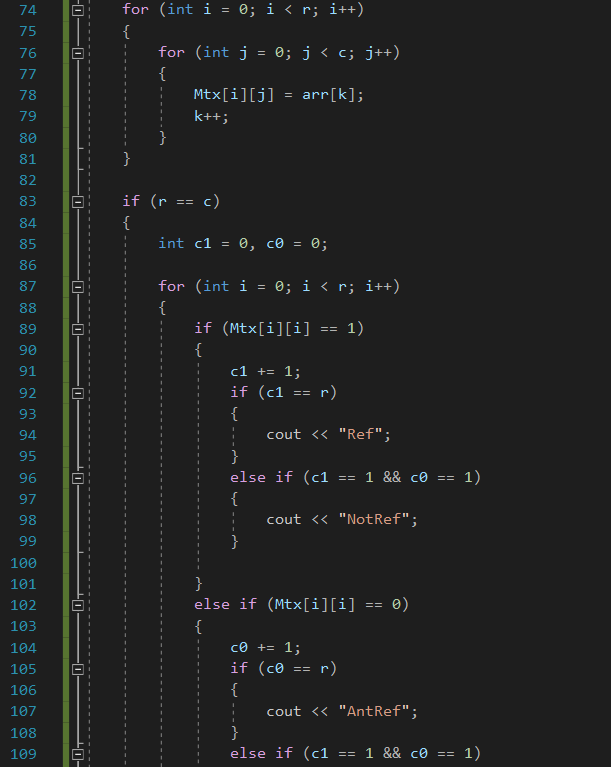 74 for (int i = 0; i < r; i++)
75 {
76 for (int j = 0; j < c; j++)
77 {
78 Mtx[i][j] = arr[k];
79 k++;
80 }
81 }
82
83 if (r == c)
84 {
85 int c1 = 0, c0 = 0;
86
87 for (int i = 0; i < r; i++)
88 {
89 if (Mtx[i][i] == 1)
90 {
91 c1 += 1;
92 if (c1 == r)
93 {
94 cout << "Ref";
95 }
96 else if (c1 == 1 && c0 == 1)
97 {
98 cout << "NotRef";
99 }
100
101 }
102 else if (Mtx[i][i] == 0)
103 {
104 c0 += 1;
105 if (c0 == r)
106 {
107 cout << "AntRef";
108 }
109 else if (c1 == 1 && c0 == 1)